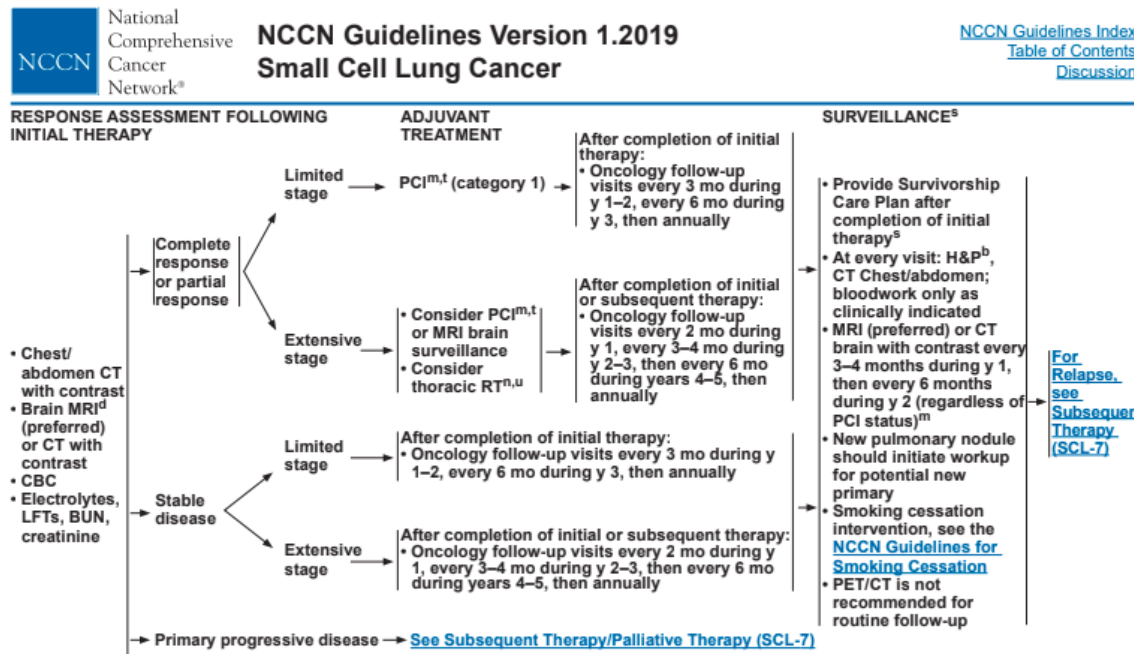 National
Comprehensive
Cancer
Network®
NCCN
NCCN Guidelines Version 1.2019
Small Cell Lung Cancer
NCCN Guidelines Index
Table of Contents
Discussion
RESPONSE ASSESSMENT FOLLOWING
INITIAL THERAPY
ADJUVANT
TREATMENT
SURVEILLANCEs
• Chest/
abdomen CT
with contrast
• Brain MRId
(preferred)
or CT with
contrast
• CBC
• Electrolytes,
LFTs, BUN,
creatinine
Complete
response
or partial
response
Limited
stage
PCIm,t (category 1)
After completion of initial
therapy:
• Oncology follow-up
visits every 3 mo during
y 1–2, every 6 mo during
y 3, then annually
Extensive
stage
• Consider PCIm,t
or MRI brain
surveillance
• Consider
thoracic RTn,u
After completion of initial
or subsequent therapy:
• Oncology follow-up
visits every 2 mo during
y 1, every 3–4 mo during
y 2–3, then every 6 mo
during years 4–5, then
annually
Stable
disease
Limited
stage
After completion of initial therapy:
• Oncology follow-up visits every 3 mo during y
1–2, every 6 mo during y 3, then annually
Extensive
stage
After completion of initial or subsequent therapy:
• Oncology follow-up visits every 2 mo during y
1, every 3–4 mo during y 2–3, then every 6 mo
during years 4–5, then annually
Primary progressive disease
See Subsequent Therapy/Palliative Therapy (SCL-7)
• Provide Survivorship
Care Plan after
completion of initial
therapys
• At every visit: H&Pb,
CT Chest/abdomen;
bloodwork only as
clinically indicated
• MRI (preferred) or CT
brain with contrast every
3–4 months during y 1,
then every 6 months
during y 2 (regardless of
PCI status)m
• New pulmonary nodule
should initiate workup
for potential new
primary
• Smoking cessation
intervention, see the
NCCN Guidelines for
Smoking Cessation
• PET/CT is not
recommended for
routine follow-up
For
Relapse,
see
Subsequen
Therapy
(SCL-7)